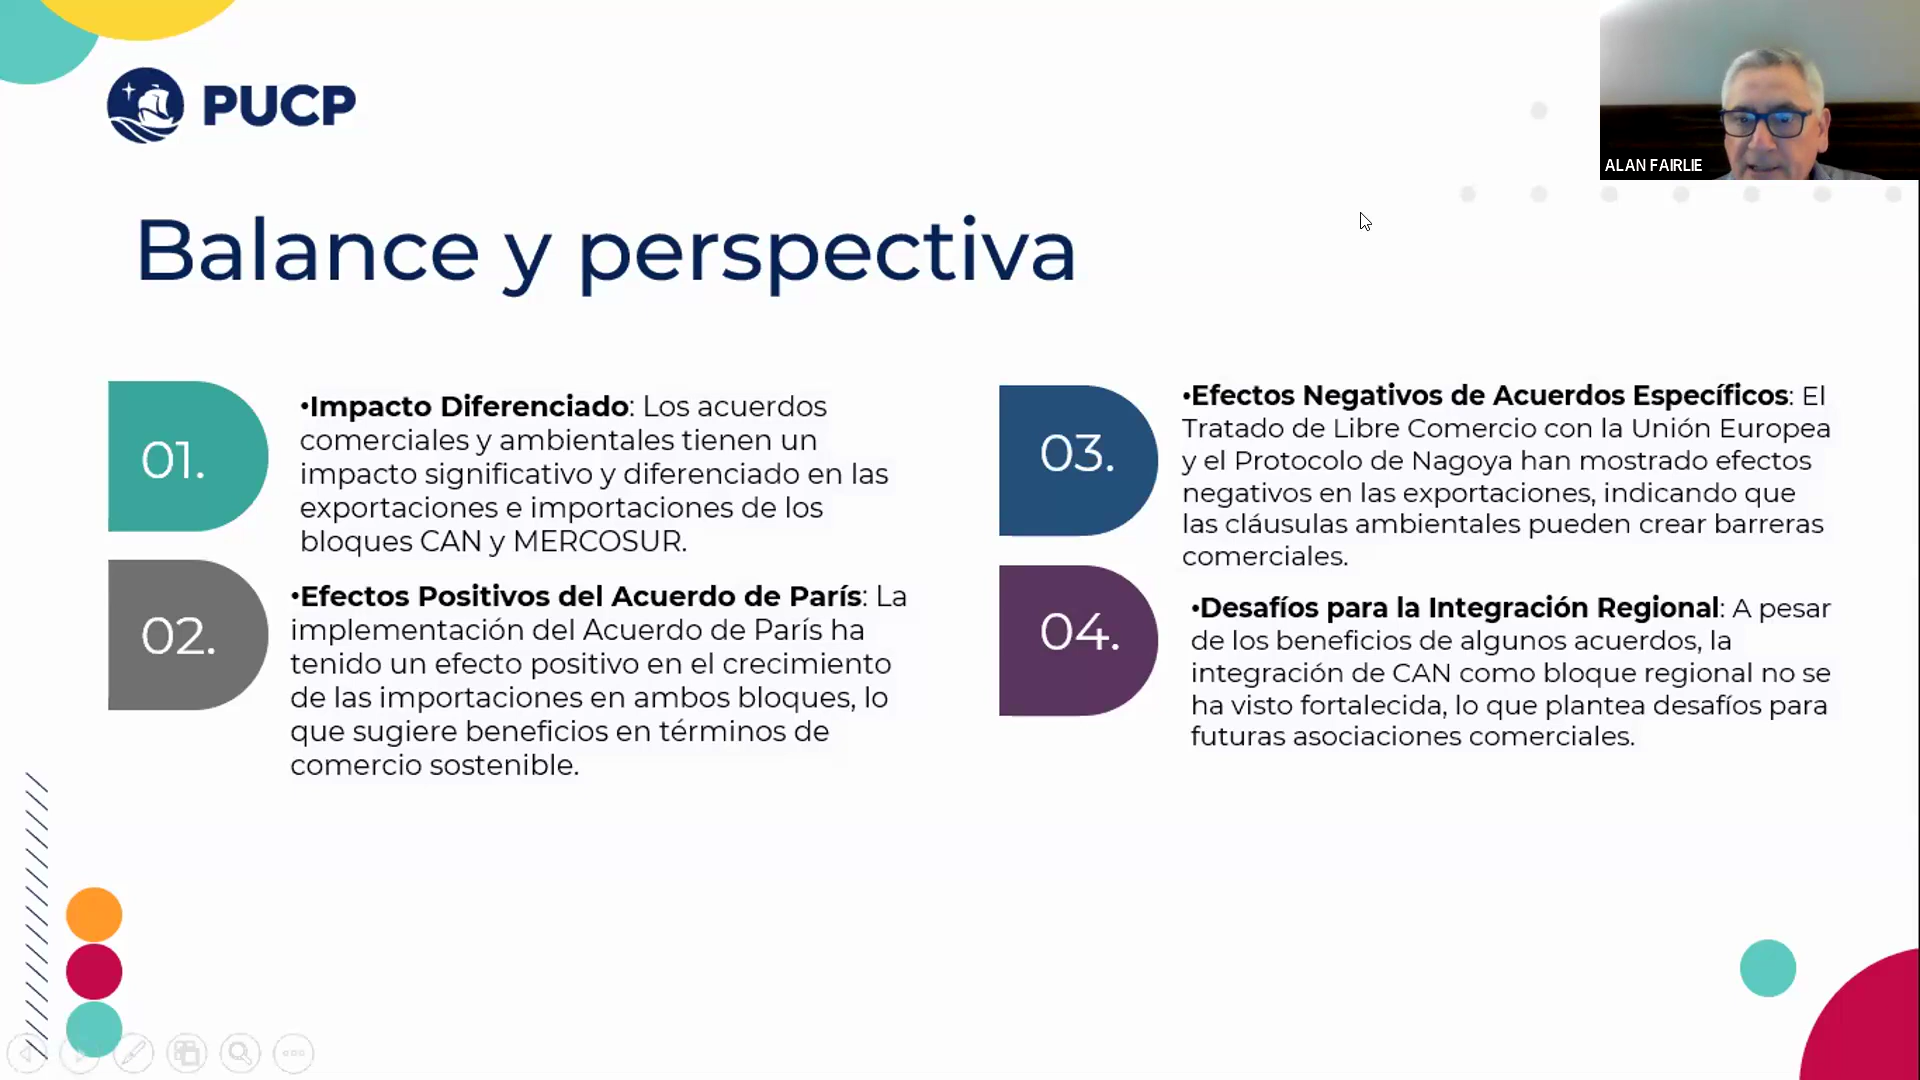 PUCP
ALAN FAIRLIE
Balance y perspectiva
01.
•Impacto Diferenciado: Los acuerdos
comerciales y ambientales tienen un
impacto significativo y diferenciado en las
exportaciones e importaciones de los
bloques CAN y MERCOSUR.
02.
•Efectos Positivos del Acuerdo de París: La
implementación del Acuerdo de París ha
tenido un efecto positivo en el crecimiento
de las importaciones en ambos bloques, lo
que sugiere beneficios en términos de
comercio sostenible.
03.
•Efectos Negativos de Acuerdos Específicos: El
Tratado de Libre Comercio con la Unión Europea
y el Protocolo de Nagoya han mostrado efectos
negativos en las exportaciones, indicando que
las cláusulas ambientales pueden crear barreras
comerciales.
04.
•Desafíos para la Integración Regional: A pesar
de los beneficios de algunos acuerdos, la
integración de CAN como bloque regional no se
ha visto fortalecida, lo que plantea desafíos para
futuras asociaciones comerciales.